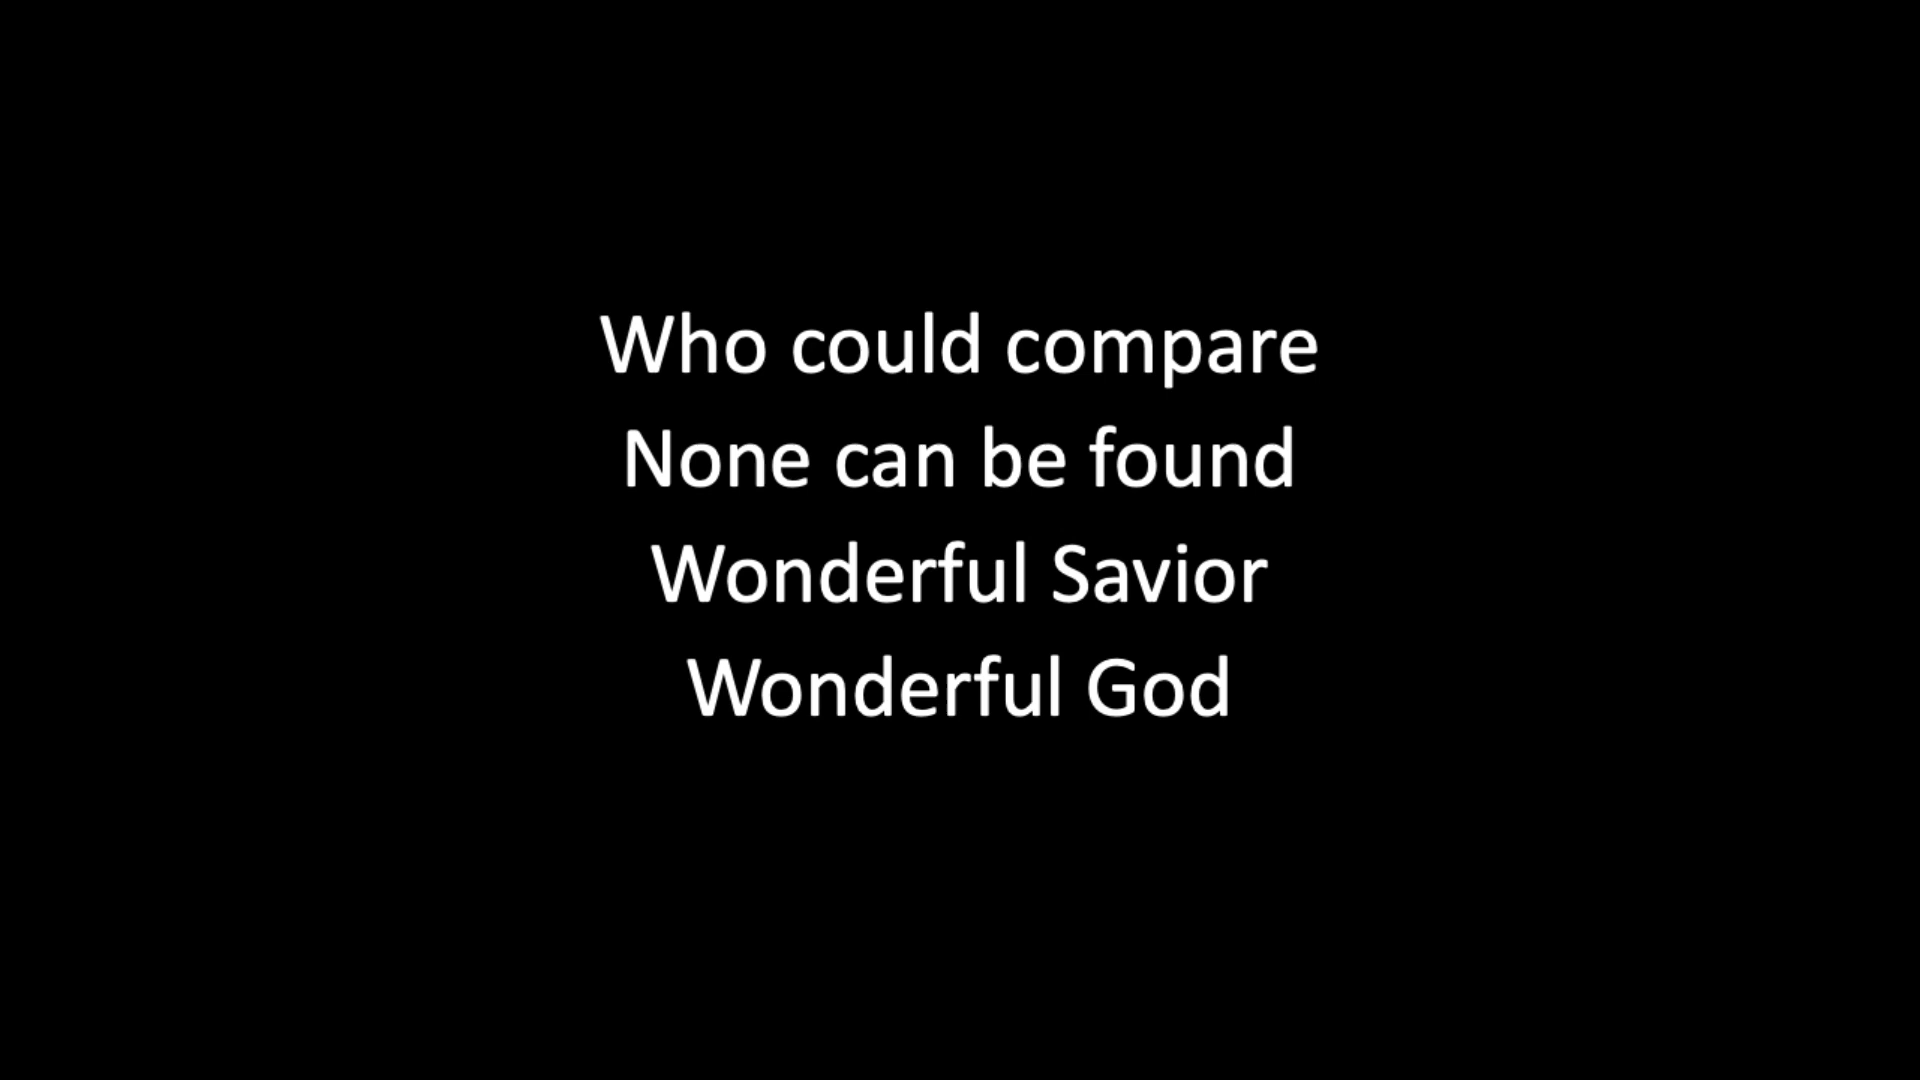 Who could compare
None can be found
Wonderful Savior
Wonderful God